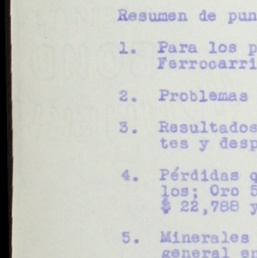 Resumen de pun
1. Para los p
Ferrocarri
2. Problemas
3. Resultados
tes y desp
4. Pérdidas q
los; Oro 5
$ 22,788 y
5. Minerales
general en